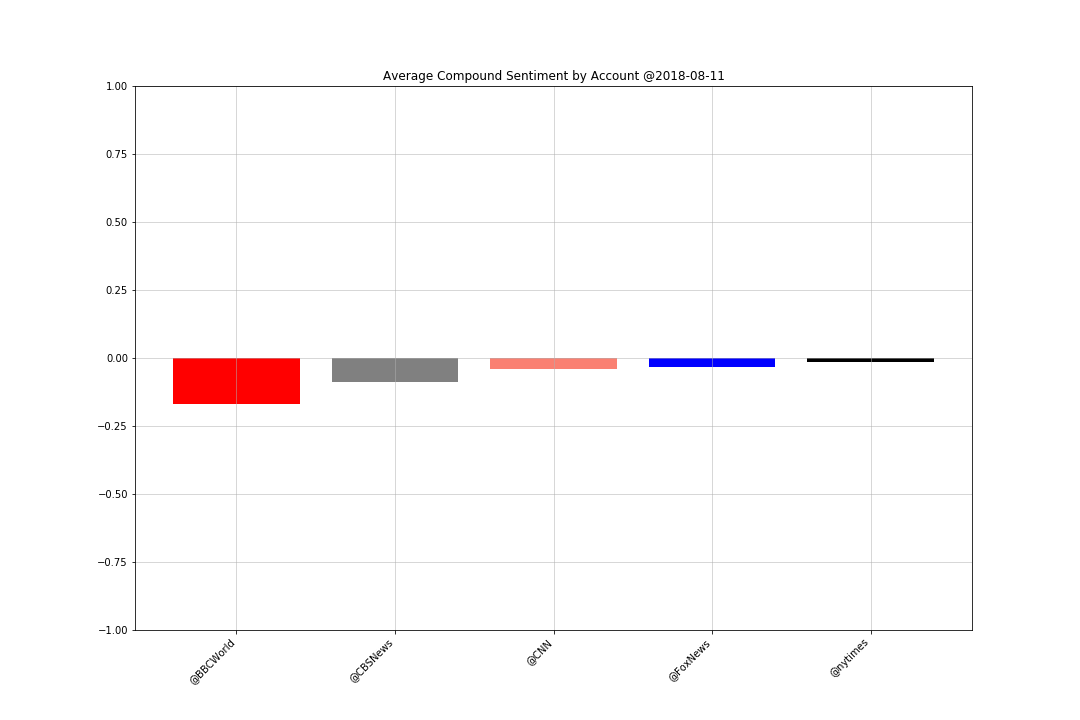 Average Compound Sentiment by Account @2018-08-11
1.00
0.75
0.50
0.25
0.00
−0.25
−0.50
−0.75
−1.00
@BBCWorld
@CBSNews
@CNN
@FoxNews
@nytimes